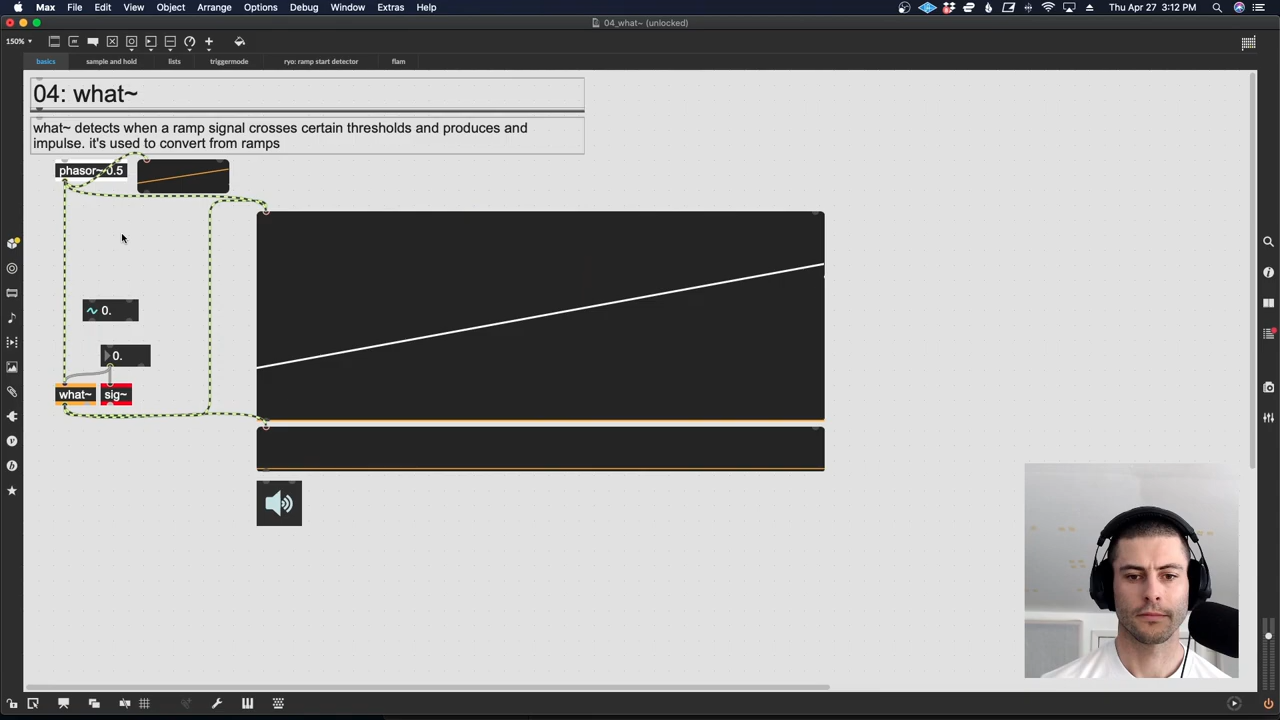 Max File Edit View Object Arrange Options Debug Window Extras Help
Thu Apr 27 3:12 PM
04_what~ (unlocked)
150%
basics sample and hold lists triggermode ryo: ramp start detector flam
04: what~
what~ detects when a ramp signal crosses certain thresholds and produces and
impulse. it's used to convert from ramps
phasor~ 0.5
0.
0.
what~ sig~